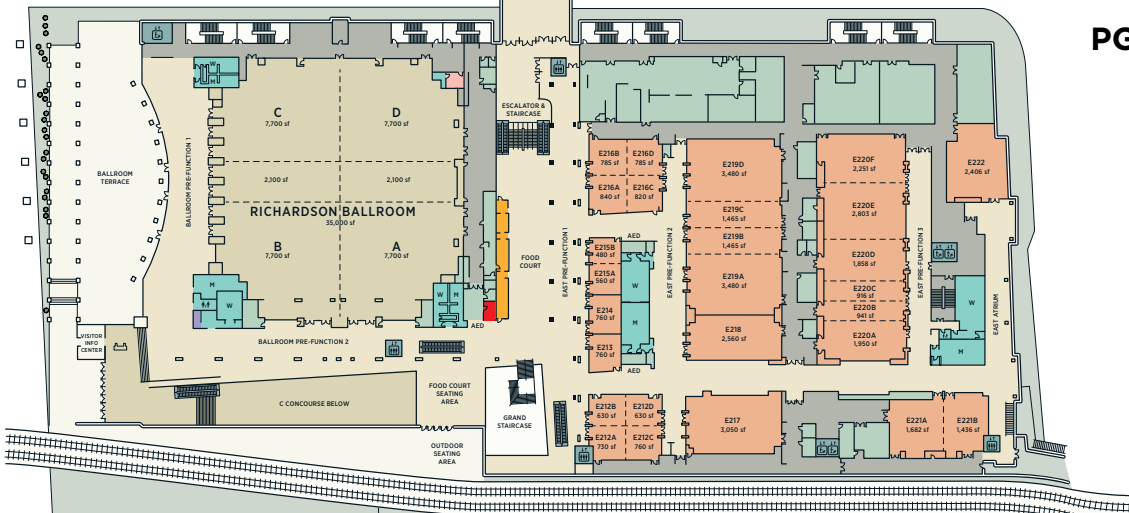 PG
W
M
C
7,700 sf
D
7,700 sf
2,100 sf
2,100 sf
RICHARDSON BALLROOM
35,000 sf
B
7,700 sf
A
7,700 sf
BALLROOM
TERRACE
BALLROOM PRE-FUNCTION 1
M
W
W
M
AED
BALLROOM PRE-FUNCTION 2
VISITOR
INFO
CENTER
C CONCOURSE BELOW
FOOD COURT
SEATING
AREA
OUTDOOR
SEATING
AREA
GRAND
STAIRCASE
ESCALATOR &
STAIRCASE
FOOD
COURT
EAST PRE-FUNCTION 1
E216B
785 sf
E216D
785 sf
E216A
840 sf
E216C
820 sf
AED
E215B
480 sf
E215A
560 sf
E214
760 sf
E213
760 sf
W
M
AED
E212B
630 sf
E212D
630 sf
E212A
730 sf
E212C
760 sf
EAST PRE-FUNCTION 2
E219D
3,480 sf
E219C
1,465 sf
E219B
1,465 sf
E219A
3,480 sf
E218
2,560 sf
E217
3,050 sf
E220F
2,251 sf
E220E
2,803 sf
E220D
1,858 sf
E220C
916 sf
E220B
941 sf
E220A
1,950 sf
EAST PRE-FUNCTION 3
E222
2,406 sf
W
M
EAST ATRIUM
E221A
1,682 sf
E221B
1,436 sf